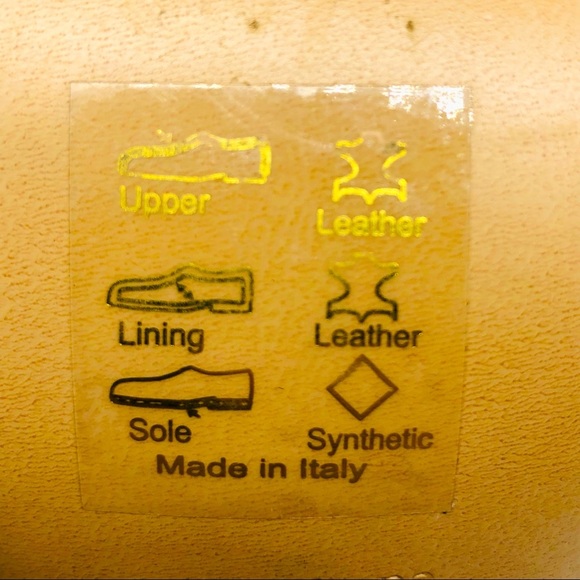 Upper Leather
Lining Leather
Sole Synthetic
Made in Italy